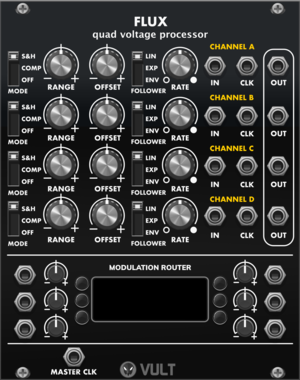 FLUX
quad voltage processor
CHANNEL A
S&H
COMP
OFF
MODE
RANGE
OFFSET
LIN
EXP
ENV
FOLLOWER
RATE
IN
CLK
OUT
CHANNEL B
S&H
COMP
OFF
MODE
RANGE
OFFSET
LIN
EXP
ENV
FOLLOWER
RATE
IN
CLK
OUT
CHANNEL C
S&H
COMP
OFF
MODE
RANGE
OFFSET
LIN
EXP
ENV
FOLLOWER
RATE
IN
CLK
OUT
CHANNEL D
S&H
COMP
OFF
MODE
RANGE
OFFSET
LIN
EXP
ENV
FOLLOWER
RATE
IN
CLK
OUT
MODULATION ROUTER
MASTER CLK
VULT